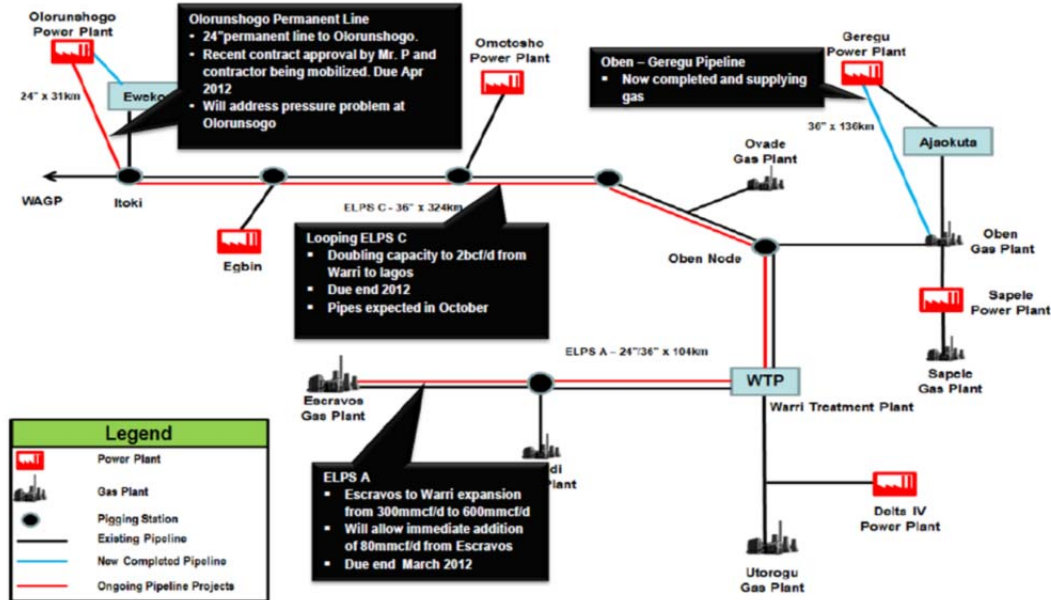 Olorunshogo
Power Plant
24" x 31km
Eweko
Olorunshogo Permanent Line
▪ 24"permanent line to Olorunshogo.
▪ Recent contract approval by Mr. P and
contractor being mobilized. Due Apr
2012
▪ Will address pressure problem at
Olorunsogo
Omotosho
Power Plant
Oben – Geregu Pipeline
▪ Now completed and supplying
gas
Geregu
Power Plant
36" x 136km
Ajaokuta
Ovade
Gas Plant
WAGP
Itoki
ELPS C - 36" x 324km
Egbin
Looping ELPS C
▪ Doubling capacity to 2bcf/d from
Warri to lagos
▪ Due end 2012
▪ Pipes expected in October
Oben Node
Oben
Gas Plant
Sapele
Power Plant
Sapele
Gas Plant
ELPS A – 24"/36" x 104km
Escravos
Gas Plant
WTP
Warri Treatment Plant
ELPS A
▪ Escravos to Warri expansion
from 300mmcf/d to 600mmcf/d
▪ Will allow immediate addition
of 80mmcf/d from Escravos
▪ Due end March 2012
Delta IV
Power Plant
Utorogu
Gas Plant
Legend
Power Plant
Gas Plant
Pigging Station
Existing Pipeline
New Completed Pipeline
Ongoing Pipeline Projects